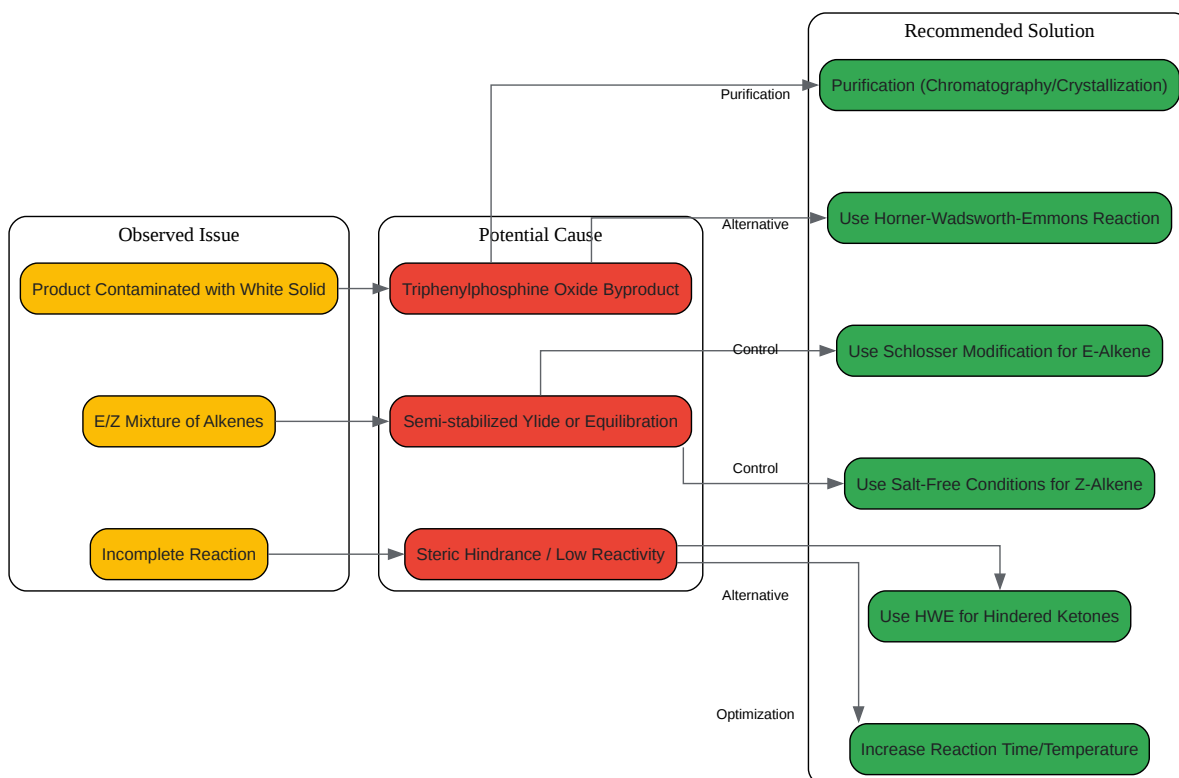 Recommended Solution
Purification (Chromatography/Crystallization)
Purification
Use Horner-Wadsworth-Emmons Reaction
Alternative
Observed Issue
Potential Cause
Product Contaminated with White Solid
Triphenylphosphine Oxide Byproduct
Control
Use Schlosser Modification for E-Alkene
E/Z Mixture of Alkenes
Semi-stabilized Ylide or Equilibration
Control
Use Salt-Free Conditions for Z-Alkene
Incomplete Reaction
Steric Hindrance / Low Reactivity
Alternative
Use HWE for Hindered Ketones
Optimization
Increase Reaction Time/Temperature